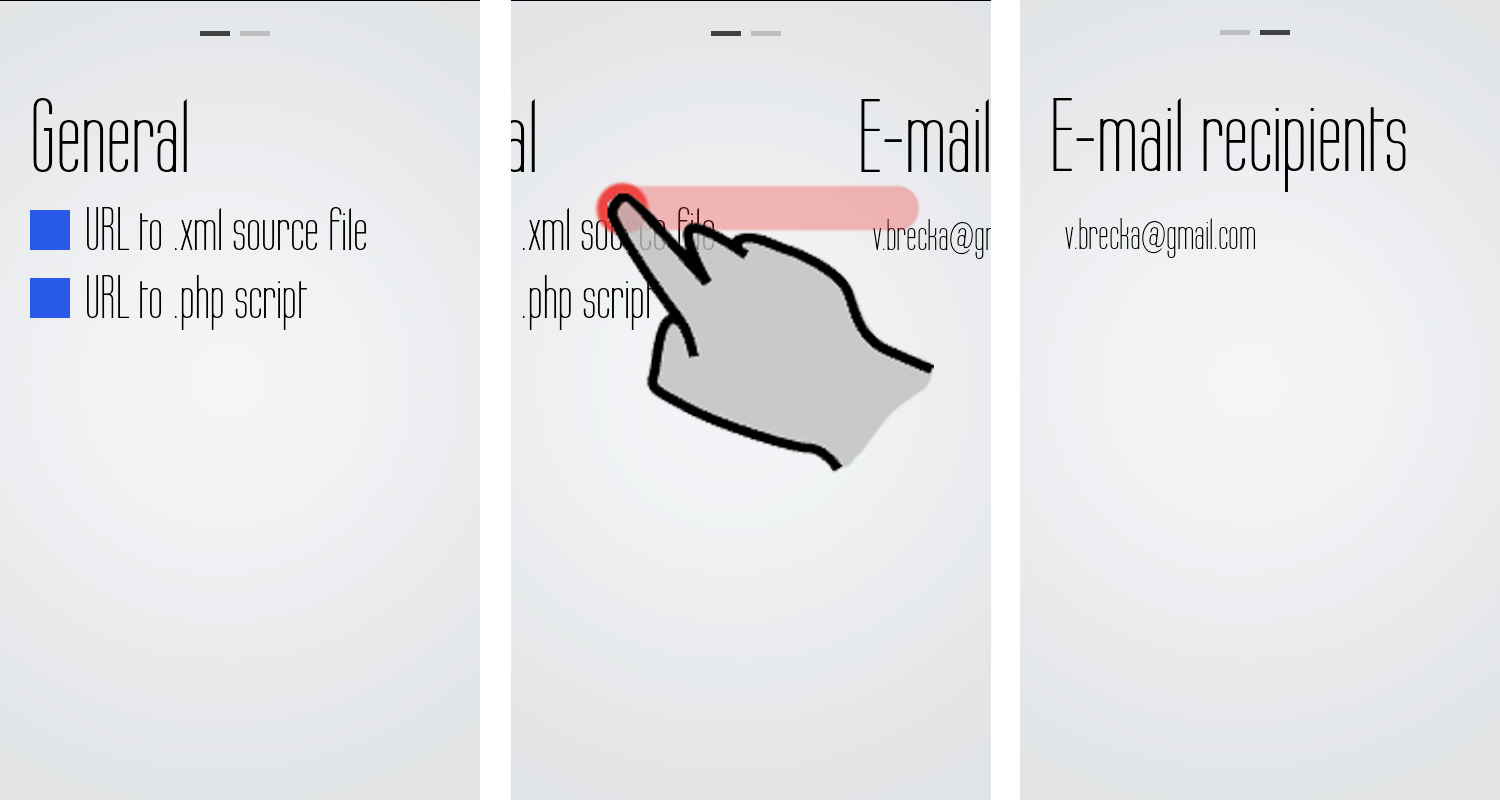 General
URL to .xml source file
URL to .php script
al
E-mail
.xml source file
v.brecka@gm
.php script
E-mail recipients
v.brecka@gmail.com